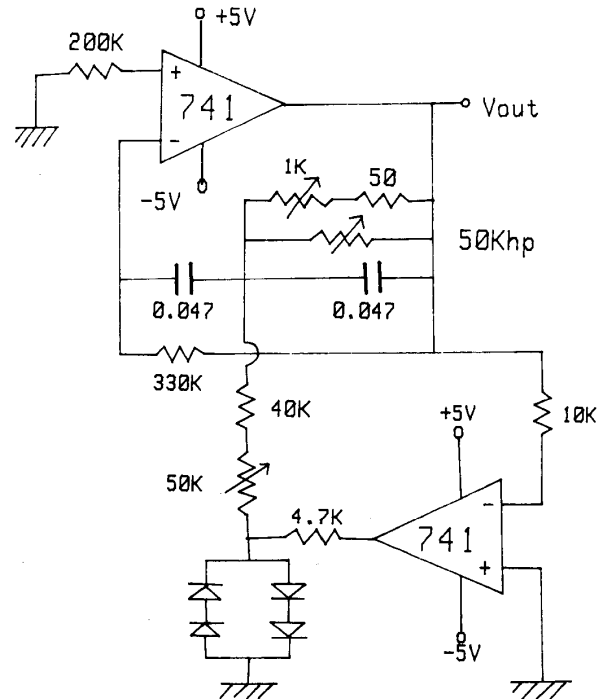 +5V
200K
+
741
Vout
-
-5V
1K
50
50Khp
0.047
0.047
330K
40K
10K
+5V
50K
4.7K
-
741
+
-5V